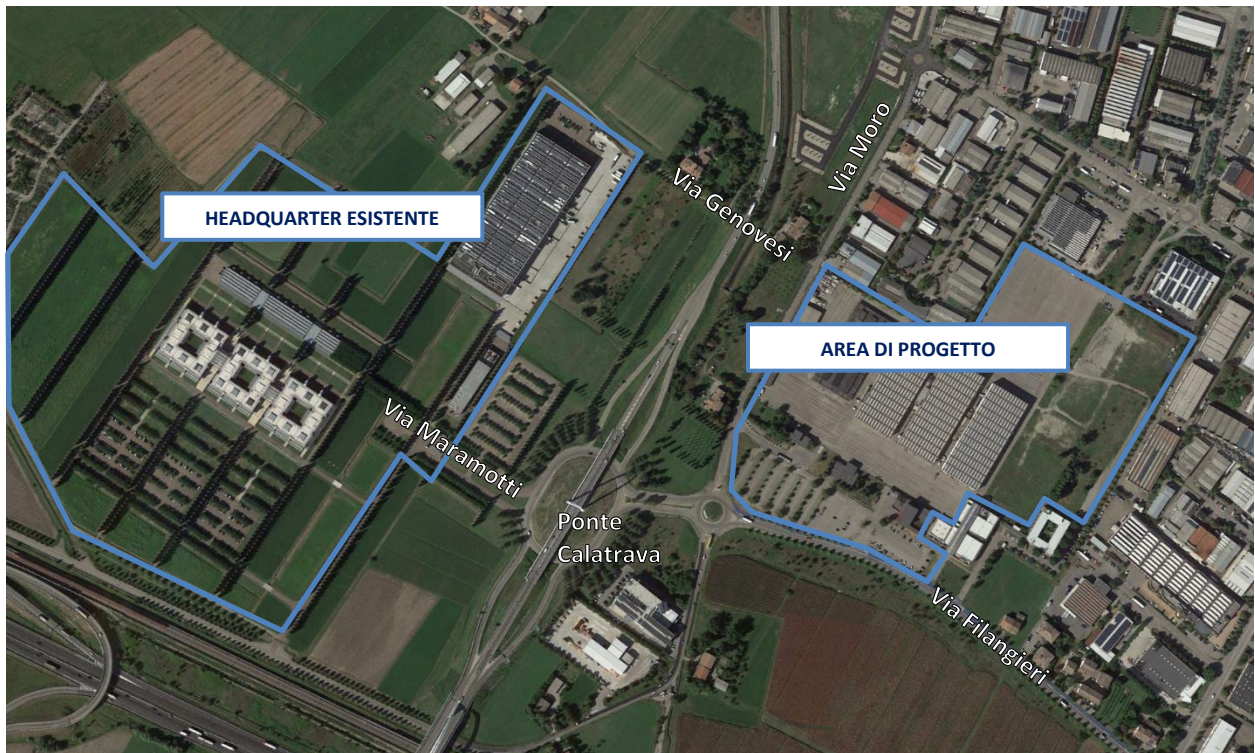 Via Moro
Via Genovesi
HEADQUARTER ESISTENTE
AREA DI PROGETTO
Via Maramotti
Ponte
Calatrava
Via Filangieri